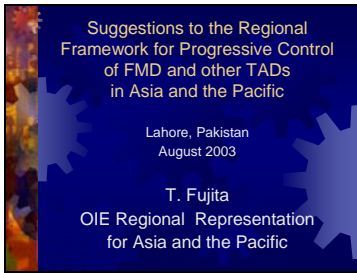 Suggestions to the Regional
Framework for Progressive Control
of FMD and other TADs
in Asia and the Pacific
Lahore, Pakistan
August 2003
T. Fujita
OIE Regional Representation
for Asia and the Pacific